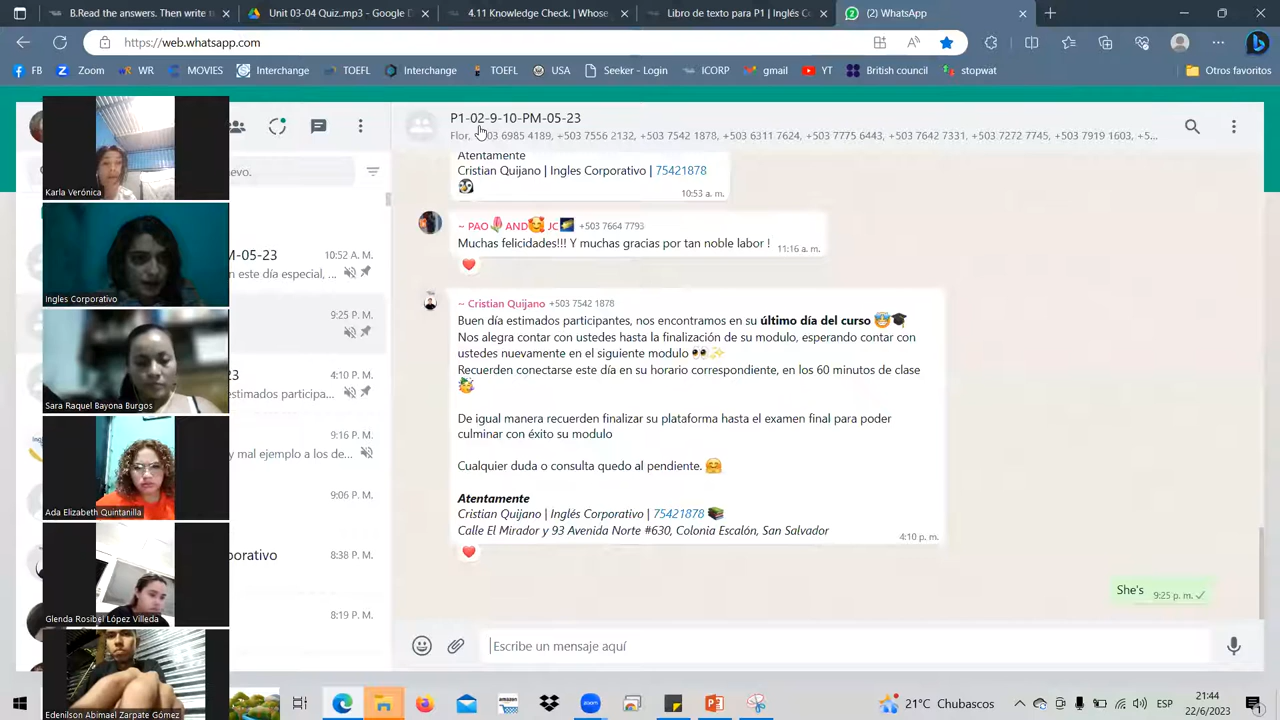 Unit 03-04 Quiz.mp3 - Google D
4.11 Knowledge Check. | Whose
Libro de texto para P1 | Inglés C
(2) WhatsApp
https://web.whatsapp.com
FB
Zoom
WR
MOVIES
Interchange
TOEFL
Interchange
TOEFL
USA
Seeker - Login
ICORP
gmail
YT
British council
stopwat
Otros favoritos
P1-02-9-10-PM-05-23
+503 7556 2132, +503 7542 1878, +503 6311 7624, +503 7775 6443, +503 7642 7331, +503 7272 7745, +503 7919 1603, +5...
Atentamente
Cristian Quijano | Ingles Corporativo | 75421878
10:53 a. m.
~ PAO AND JC +503 7664 7793
Muchas felicidades!!! Y muchas gracias por tan noble labor !
11:16 a. m.
~ Cristian Quijano +503 7542 1878
Buen día estimados participantes, nos encontramos en su último día del curso
Nos alegra contar con ustedes hasta la finalización de su modulo, esperando contar con
ustedes nuevamente en el siguiente modulo
Recuerden conectarse este día en su horario correspondiente, en los 60 minutos de clase
De igual manera recuerden finalizar su plataforma hasta el examen final para poder
culminar con éxito su modulo
Cualquier duda o consulta quedo al pendiente.
Atentamente
Cristian Quijano | Inglés Corporativo | 75421878
Calle El Mirador y 93 Avenida Norte #630, Colonia Escalón, San Salvador
4:10 p. m.
She's
9:25 p. m.
Escribe un mensaje aquí
nuevo.
M-05-23
10:52 A. M.
n este día especial, ...
9:25 P. M.
23
4:10 P. M.
estimados participa...
9:16 P. M.
y mal ejemplo a los de...
9:06 P. M.
porativo
8:38 P. M.
8:19 P. M.
Karla Verónica
Ingles Corporativo
Sara Raquel Bayona Burgos
Ada Elizabeth Quintanilla
Glenda Rosibel López Villeda
Edenilson Abimael Zarpate Gómez
amazon
zoom
21°C Chubascos
ESP
21:44
22/6/2023